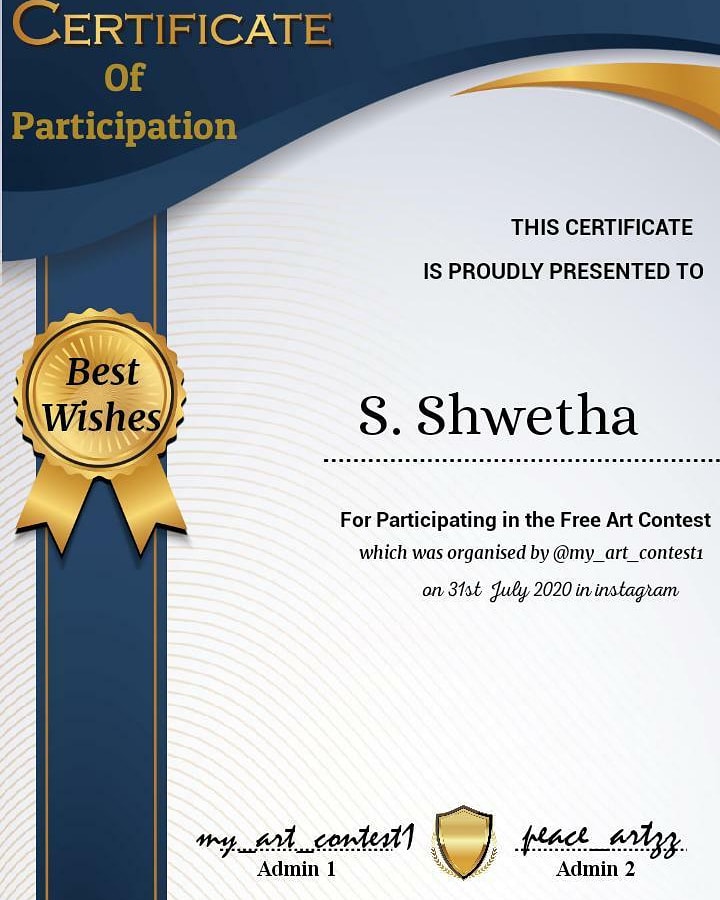 CERTIFICATE
Of
Participation
THIS CERTIFICATE
IS PROUDLY PRESENTED TO
Best
Wishes
S. Shwetha
For Participating in the Free Art Contest
which was organised by @my_art_contest1
on 31st July 2020 in instagram
my_art_contest1 peace_artzz
Admin 1 Admin 2